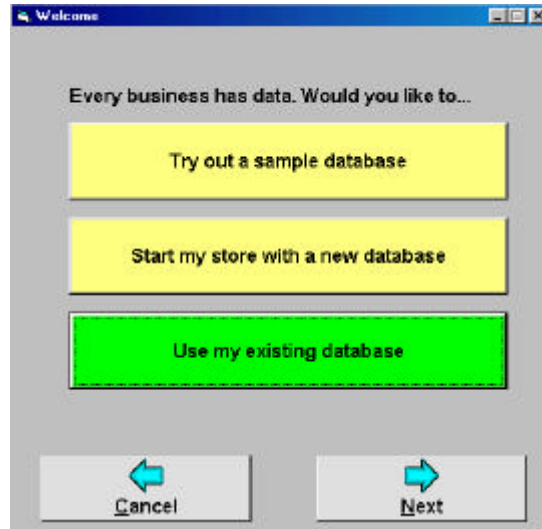 Welcome
Every business has data. Would you like to...
Try out a sample database
Start my store with a new database
Use my existing database
Cancel
Next